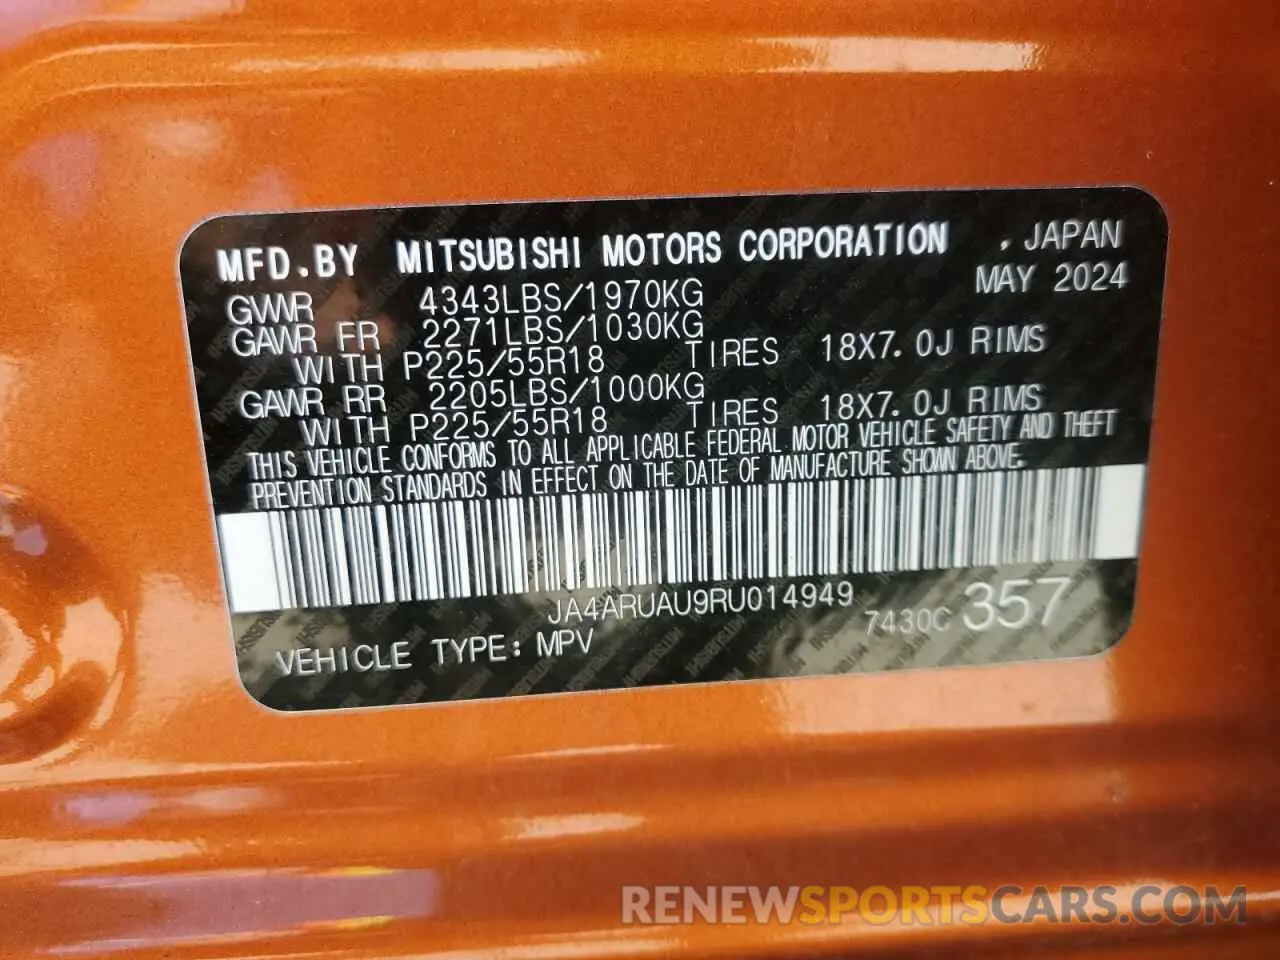 MFD.BY MITSUBISHI MOTORS CORPORATION , JAPAN
MAY 2024
GVWR 4343LBS/1970KG
GAWR FR 2271LBS/1030KG
WITH P225/55R18 TIRES 18X7.0J RIMS
GAWR RR 2205LBS/1000KG
WITH P225/55R18 TIRES 18X7.0J RIMS
THIS VEHICLE CONFORMS TO ALL APPLICABLE FEDERAL MOTOR VEHICLE SAFETY AND THEFT
PREVENTION STANDARDS IN EFFECT ON THE DATE OF MANUFACTURE SHOWN ABOVE.
JA4ARUAU9RU014949
7430C 357
VEHICLE TYPE: MPV
RENEWSPORTSCARS.COM